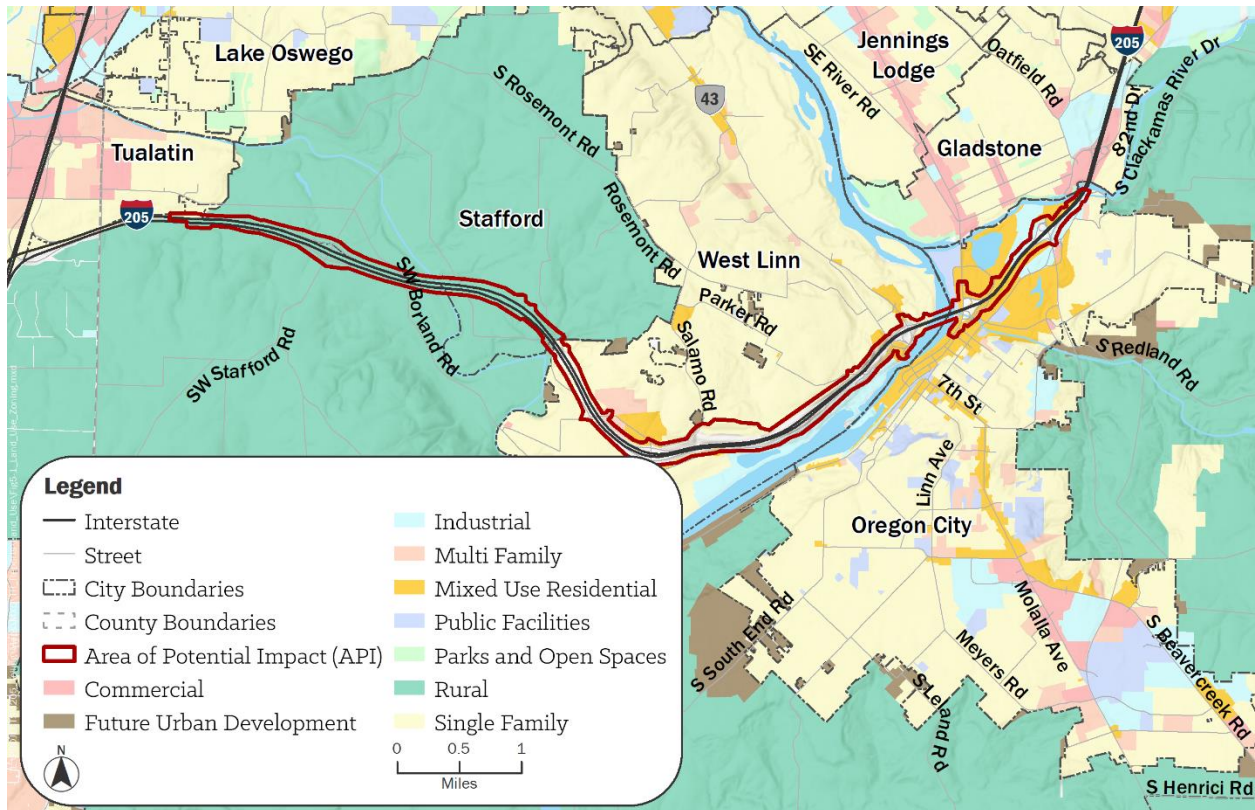 Lake Oswego
Tualatin
205
S Rosemont Rd
Stafford
Rosemont Rd
43
SE River Rd
Jennings
Lodge
Oatfield Rd
205
82nd Dr
S Clackamas River Dr
Gladstone
West Linn
Parker Rd
Salamo Rd
SW Borland Rd
SW Stafford Rd
S Redland Rd
7th St
Linn Ave
Oregon City
Molalla Ave
S Beavercreek Rd
Meyers Rd
S South End Rd
S Leland Rd
S Henrici Rd
Legend
Interstate
Street
City Boundaries
County Boundaries
Area of Potential Impact (API)
Commercial
Future Urban Development
Industrial
Multi Family
Mixed Use Residential
Public Facilities
Parks and Open Spaces
Rural
Single Family
N
0 0.5 1
Miles